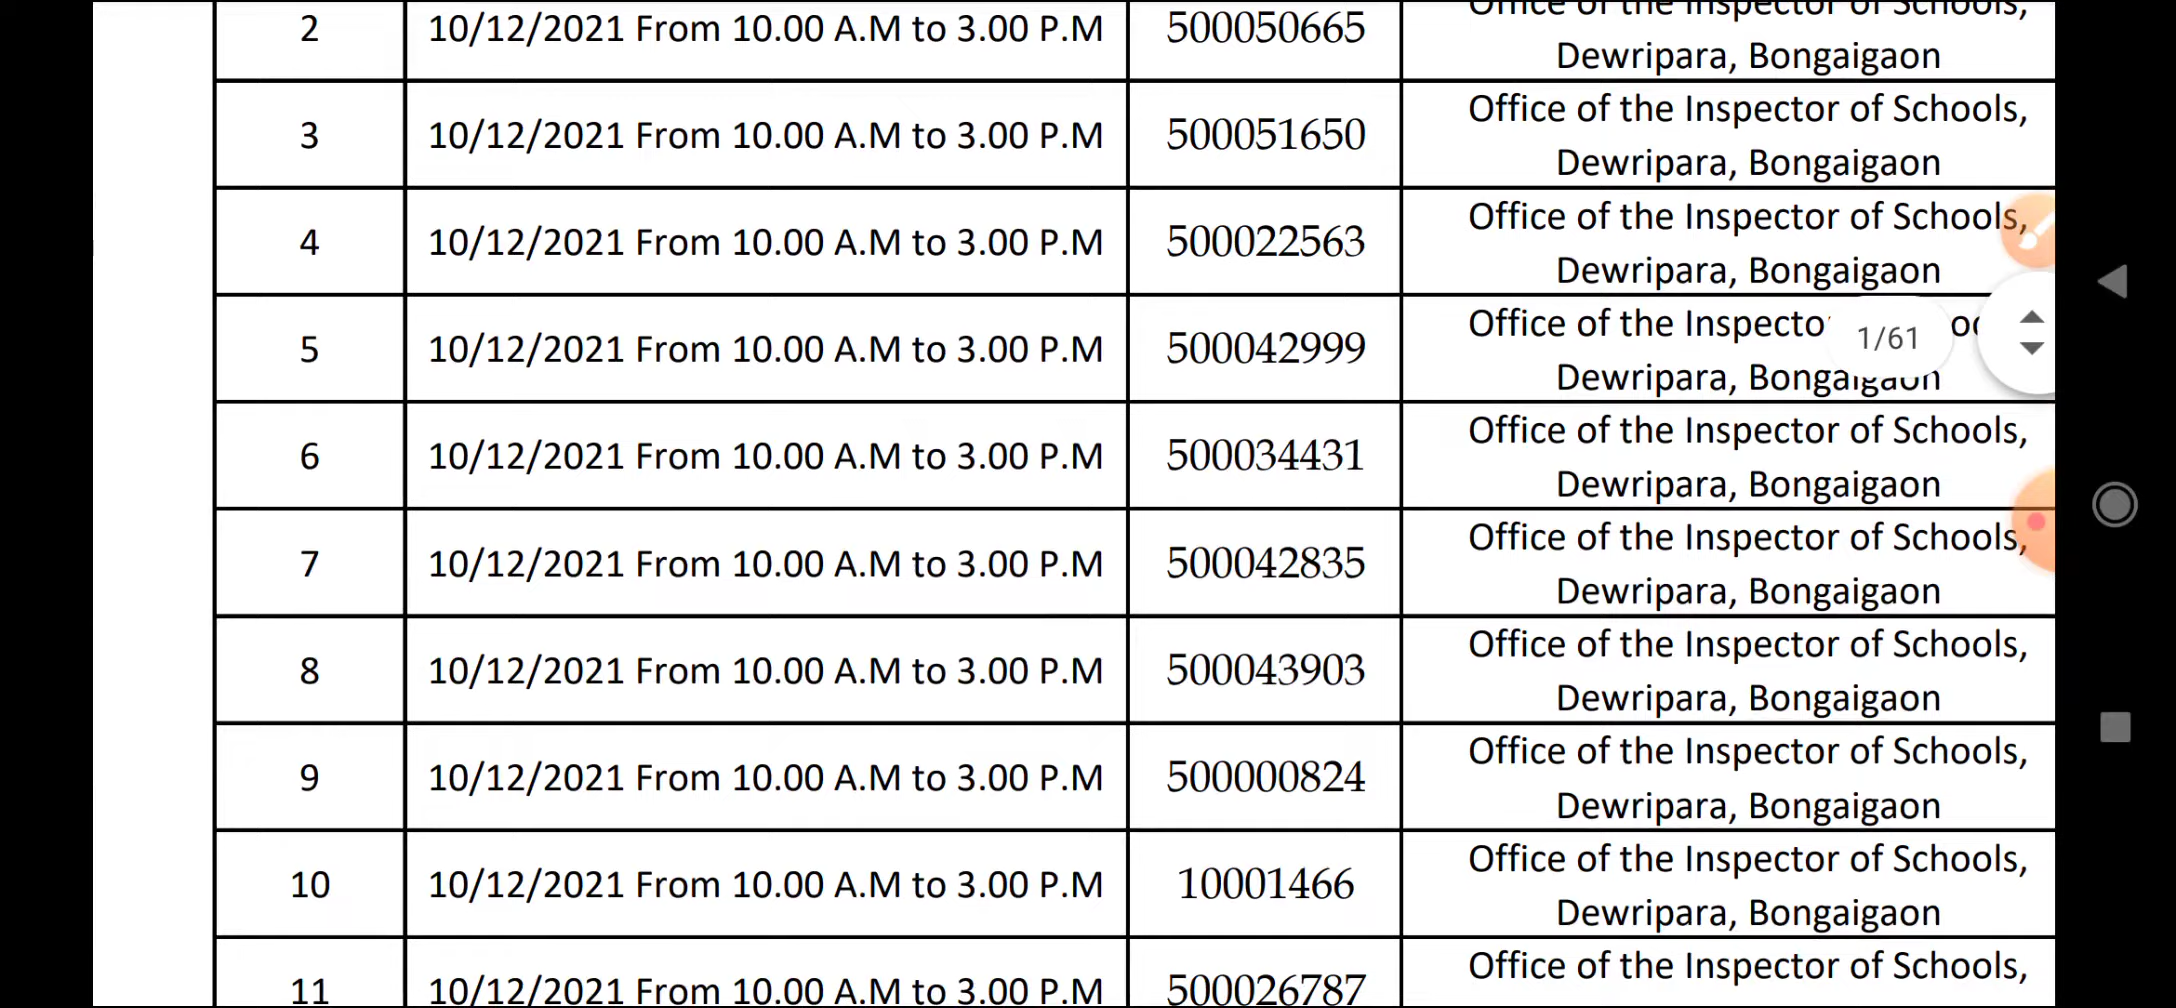 2 10/12/2021 From 10.00 A.M to 3.00 P.M 500050665 Office of the Inspector of Schools,
Dewripara, Bongaigaon
3 10/12/2021 From 10.00 A.M to 3.00 P.M 500051650 Office of the Inspector of Schools,
Dewripara, Bongaigaon
4 10/12/2021 From 10.00 A.M to 3.00 P.M 500022563 Office of the Inspector of Schools,
Dewripara, Bongaigaon
5 10/12/2021 From 10.00 A.M to 3.00 P.M 500042999 Office of the Inspecto
1/61
Dewripara, Bongaigaon
6 10/12/2021 From 10.00 A.M to 3.00 P.M 500034431 Office of the Inspector of Schools,
Dewripara, Bongaigaon
7 10/12/2021 From 10.00 A.M to 3.00 P.M 500042835 Office of the Inspector of Schools,
Dewripara, Bongaigaon
8 10/12/2021 From 10.00 A.M to 3.00 P.M 500043903 Office of the Inspector of Schools,
Dewripara, Bongaigaon
9 10/12/2021 From 10.00 A.M to 3.00 P.M 500000824 Office of the Inspector of Schools,
Dewripara, Bongaigaon
10 10/12/2021 From 10.00 A.M to 3.00 P.M 10001466 Office of the Inspector of Schools,
Dewripara, Bongaigaon
11 10/12/2021 From 10.00 A.M to 3.00 P.M 500026787 Office of the Inspector of Schools,